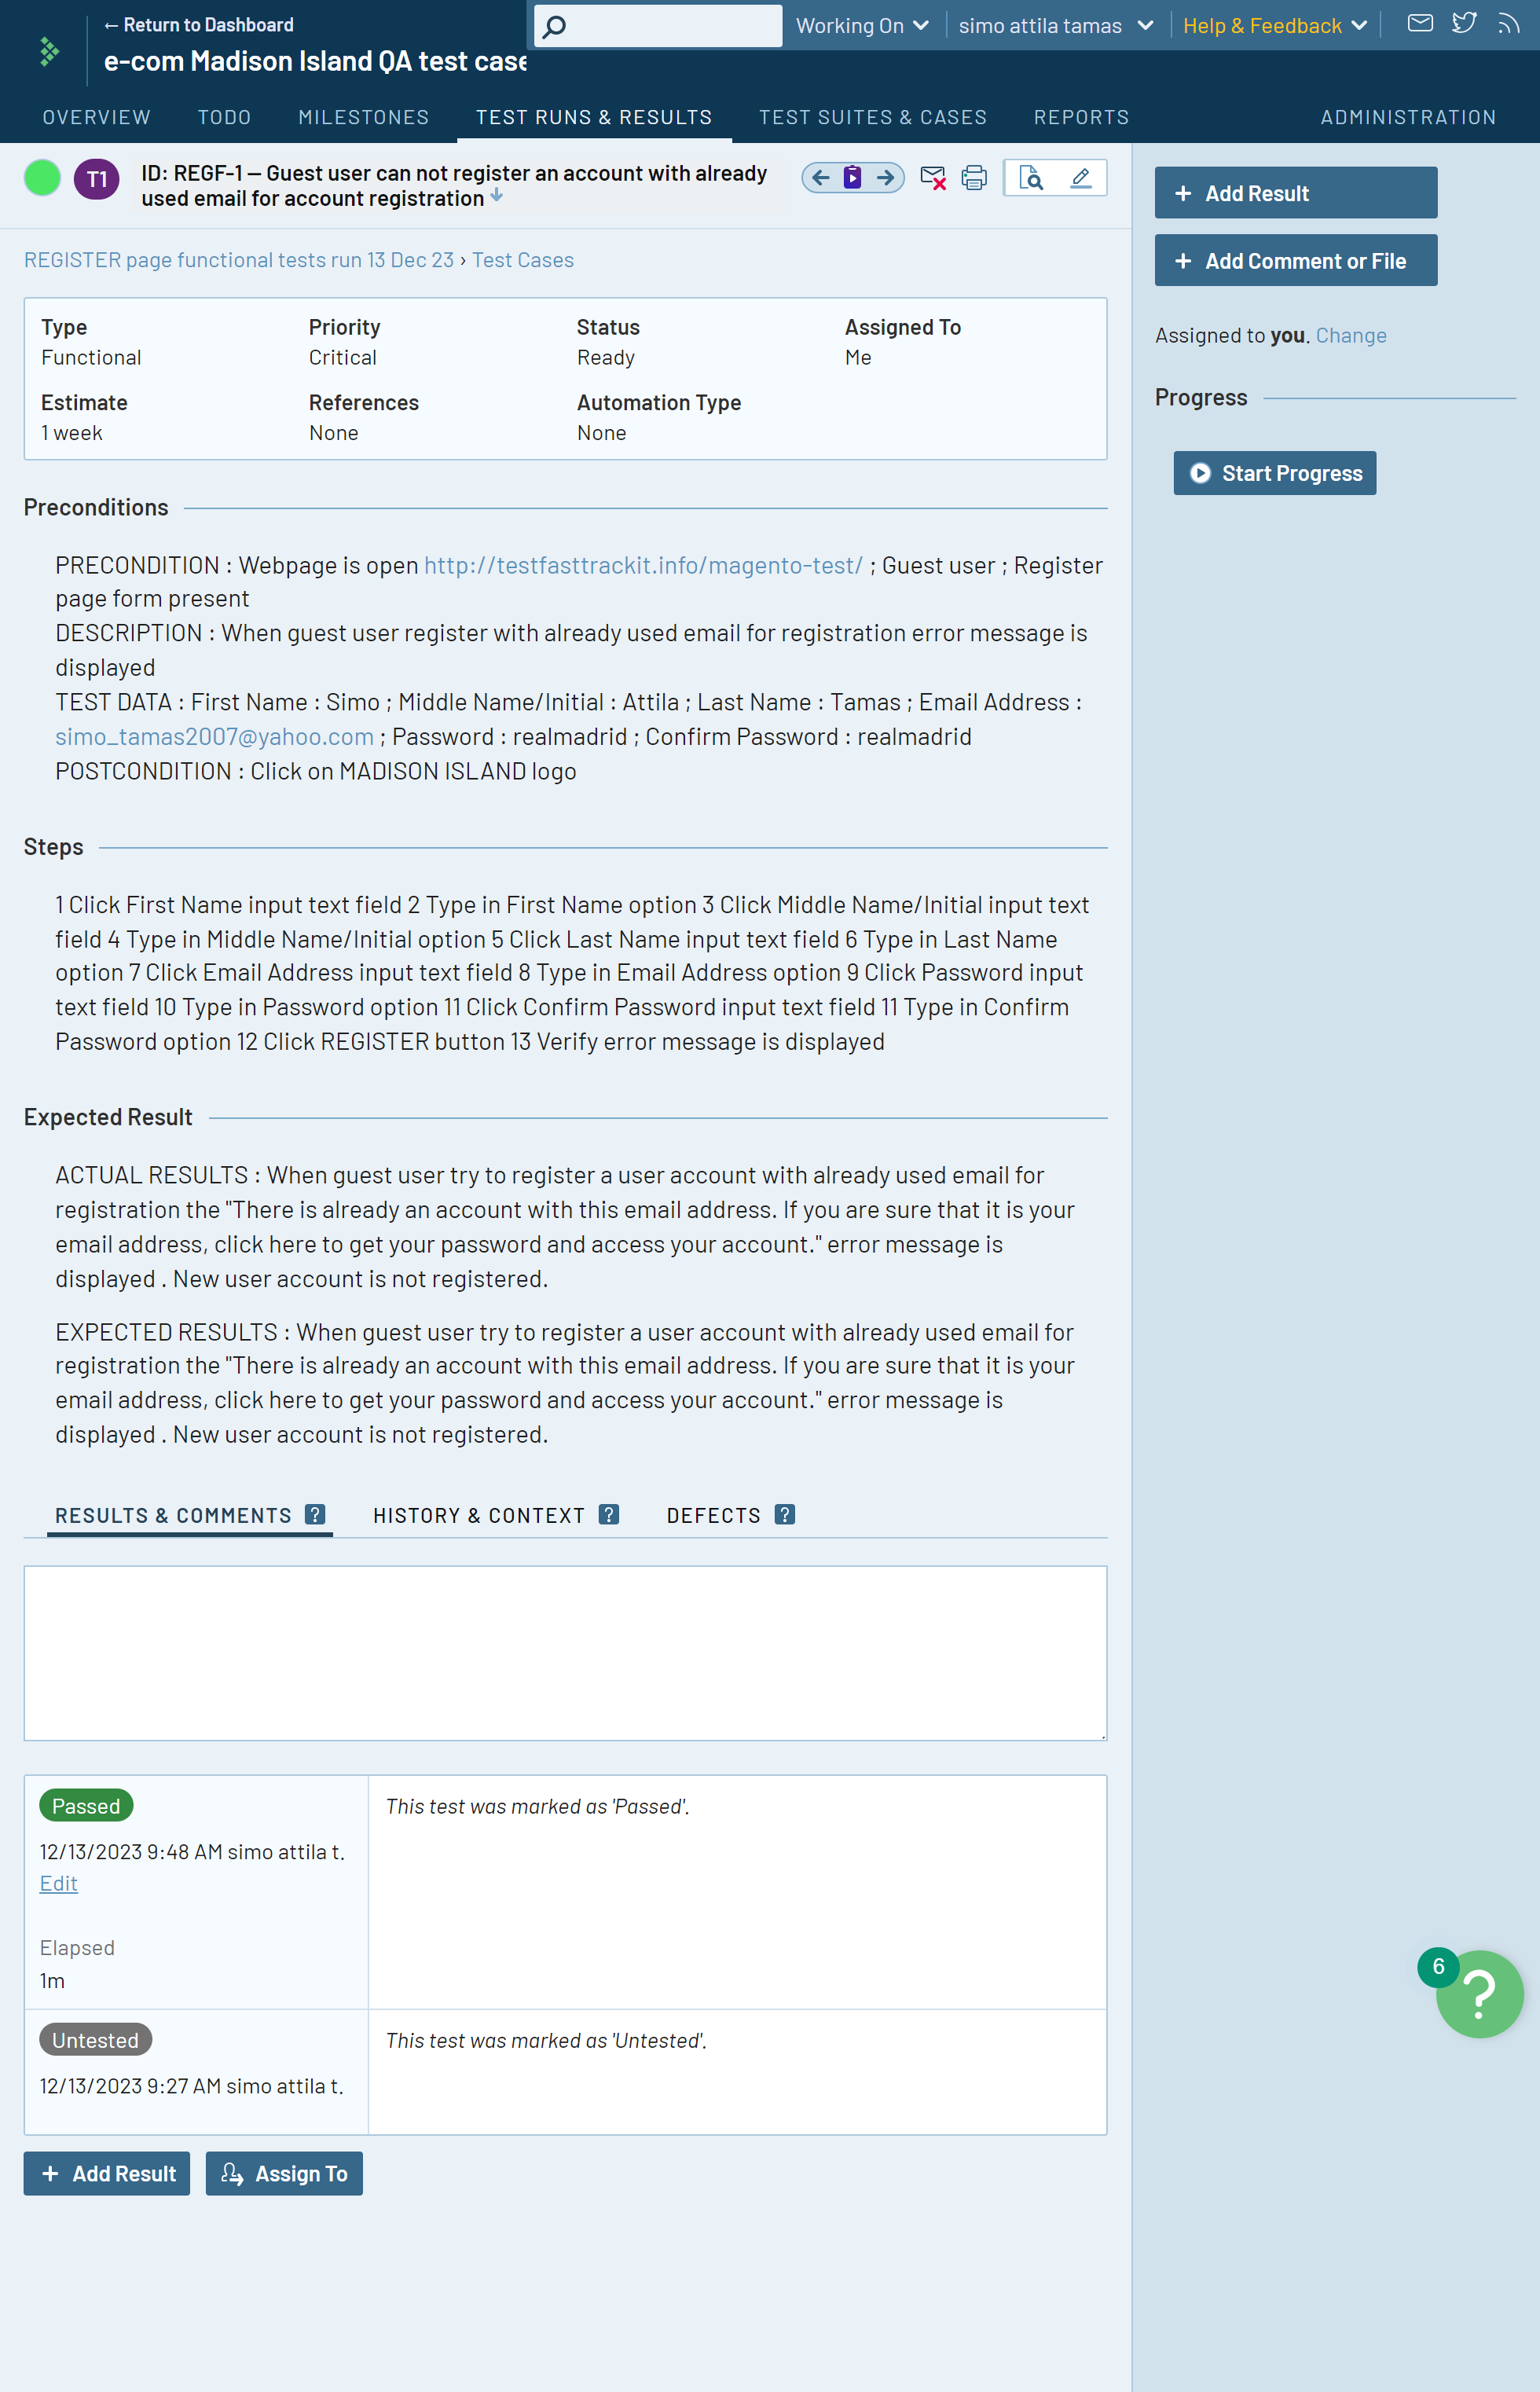 ← Return to Dashboard
e-com Madison Island QA test case
Working On
simo attila tamas
Help & Feedback
OVERVIEW
TODO
MILESTONES
TEST RUNS & RESULTS
TEST SUITES & CASES
REPORTS
ADMINISTRATION
T1
ID: REGF-1 – Guest user can not register an account with already
used email for account registration
REGISTER page functional tests run 13 Dec 23 › Test Cases
Type
Functional
Priority
Critical
Status
Ready
Assigned To
Me
Estimate
1 week
References
None
Automation Type
None
Preconditions
PRECONDITION : Webpage is open http://testfasttrackit.info/magento-test/ ; Guest user ; Register
page form present
DESCRIPTION : When guest user register with already used email for registration error message is
displayed
TEST DATA : First Name : Simo ; Middle Name/Initial : Attila ; Last Name : Tamas ; Email Address :
simo_tamas2007@yahoo.com ; Password : realmadrid ; Confirm Password : realmadrid
POSTCONDITION : Click on MADISON ISLAND logo
Steps
1 Click First Name input text field 2 Type in First Name option 3 Click Middle Name/Initial input text
field 4 Type in Middle Name/Initial option 5 Click Last Name input text field 6 Type in Last Name
option 7 Click Email Address input text field 8 Type in Email Address option 9 Click Password input
text field 10 Type in Password option 11 Click Confirm Password input text field 11 Type in Confirm
Password option 12 Click REGISTER button 13 Verify error message is displayed
Expected Result
ACTUAL RESULTS : When guest user try to register a user account with already used email for
registration the "There is already an account with this email address. If you are sure that it is your
email address, click here to get your password and access your account." error message is
displayed . New user account is not registered.
EXPECTED RESULTS : When guest user try to register a user account with already used email for
registration the "There is already an account with this email address. If you are sure that it is your
email address, click here to get your password and access your account." error message is
displayed . New user account is not registered.
RESULTS & COMMENTS ?
HISTORY & CONTEXT ?
DEFECTS ?
Passed
This test was marked as 'Passed'.
12/13/2023 9:48 AM simo attila t.
Edit
Elapsed
1m
Untested
This test was marked as 'Untested'.
12/13/2023 9:27 AM simo attila t.
+ Add Result
Assign To
+ Add Result
+ Add Comment or File
Assigned to you. Change
Progress
Start Progress
6
?